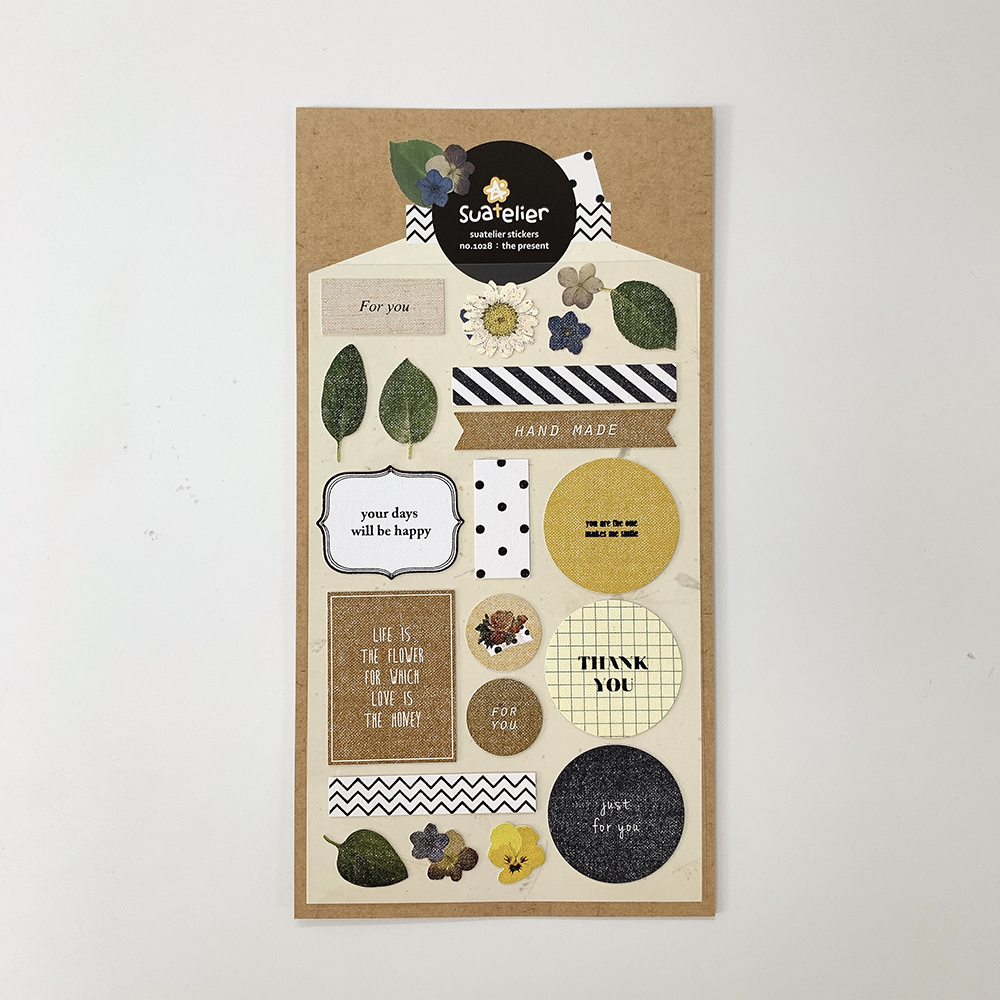 Suatelier
suatelier stickers
no.1028 : the present
For you
HAND MADE
your days
will be happy
you are the one
makes me smile
LIFE IS
THE FLOWER
FOR WHICH
LOVE IS
THE HONEY
FOR
YOU
THANK
YOU
just
for you